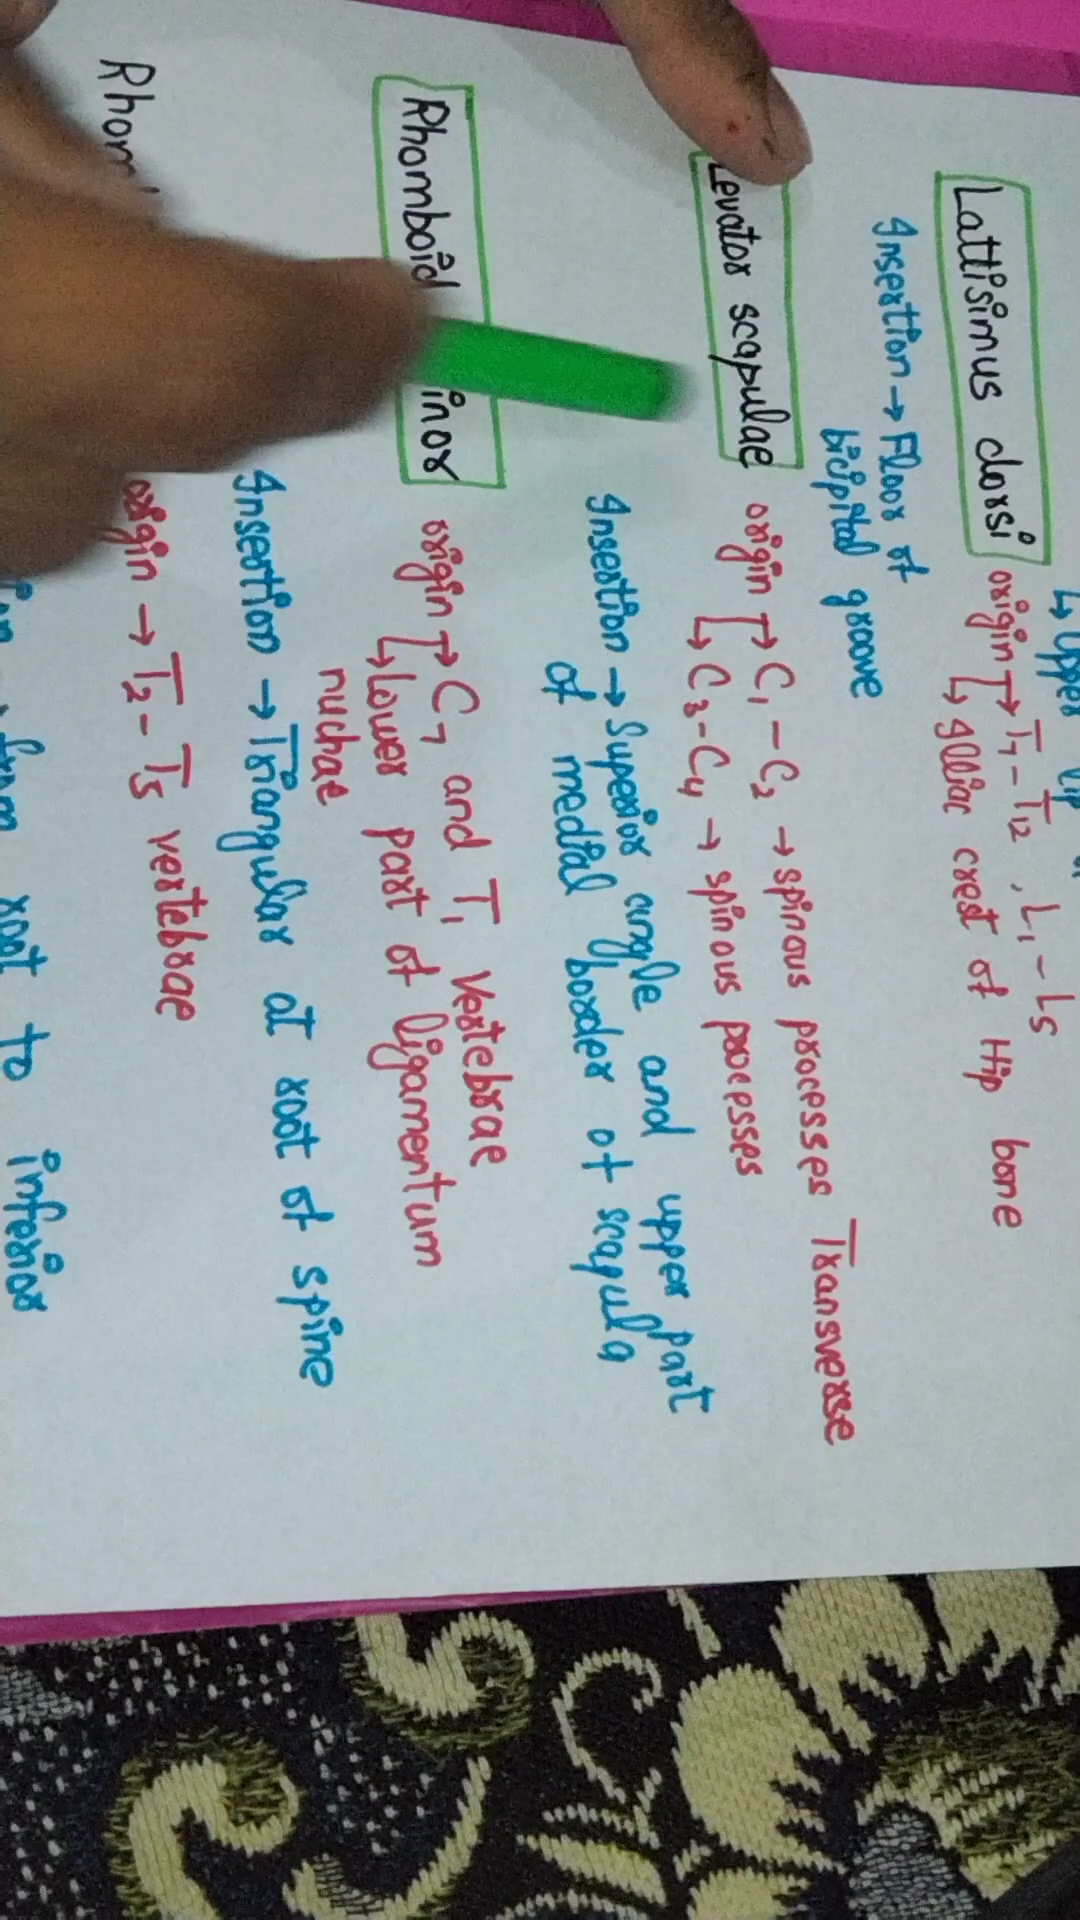 ↳ Upper lip
Lattisimus dorsi origin → T7 - T12 , L1 - L5
↳ Illiac crest of Hip bone
Insertion → Floor of
bicipital groove
Levator scapulae origin → C1 - C2 → spinous processes Transverse
↳ C3 - C4 → spinous processes
Insertion → Superior angle and upper part
of medial border of scapula
Rhomboid inor origin → C7 and T1 vertebrae
↳ Lower part of ligamentum
nuchae
Insertion → Triangular at root of spine
Rhom origin → T2 - T5 vertebrae
from root to inferior